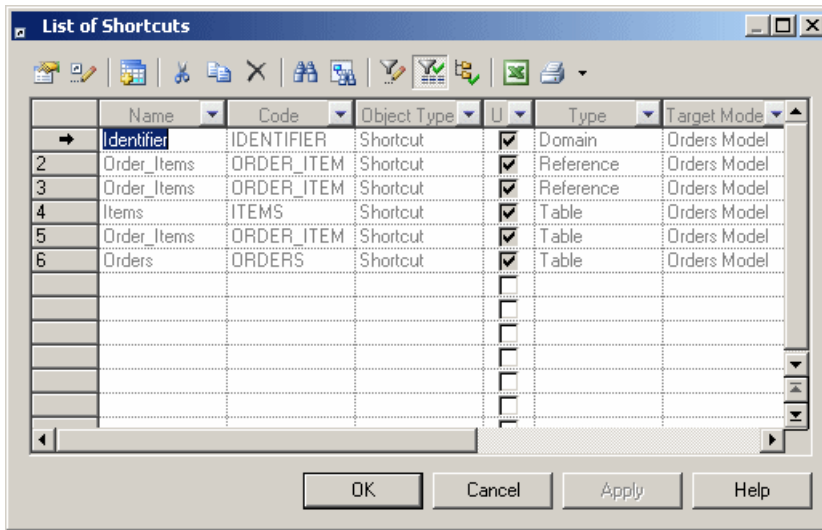 List of Shortcuts
Name Code Object Type U Type Target Mode
Identifier IDENTIFIER Shortcut Domain Orders Model
2 Order_Items ORDER_ITEM Shortcut Reference Orders Model
3 Order_Items ORDER_ITEM Shortcut Reference Orders Model
4 Items ITEMS Shortcut Table Orders Model
5 Order_Items ORDER_ITEM Shortcut Table Orders Model
6 Orders ORDERS Shortcut Table Orders Model
OK Cancel Apply Help